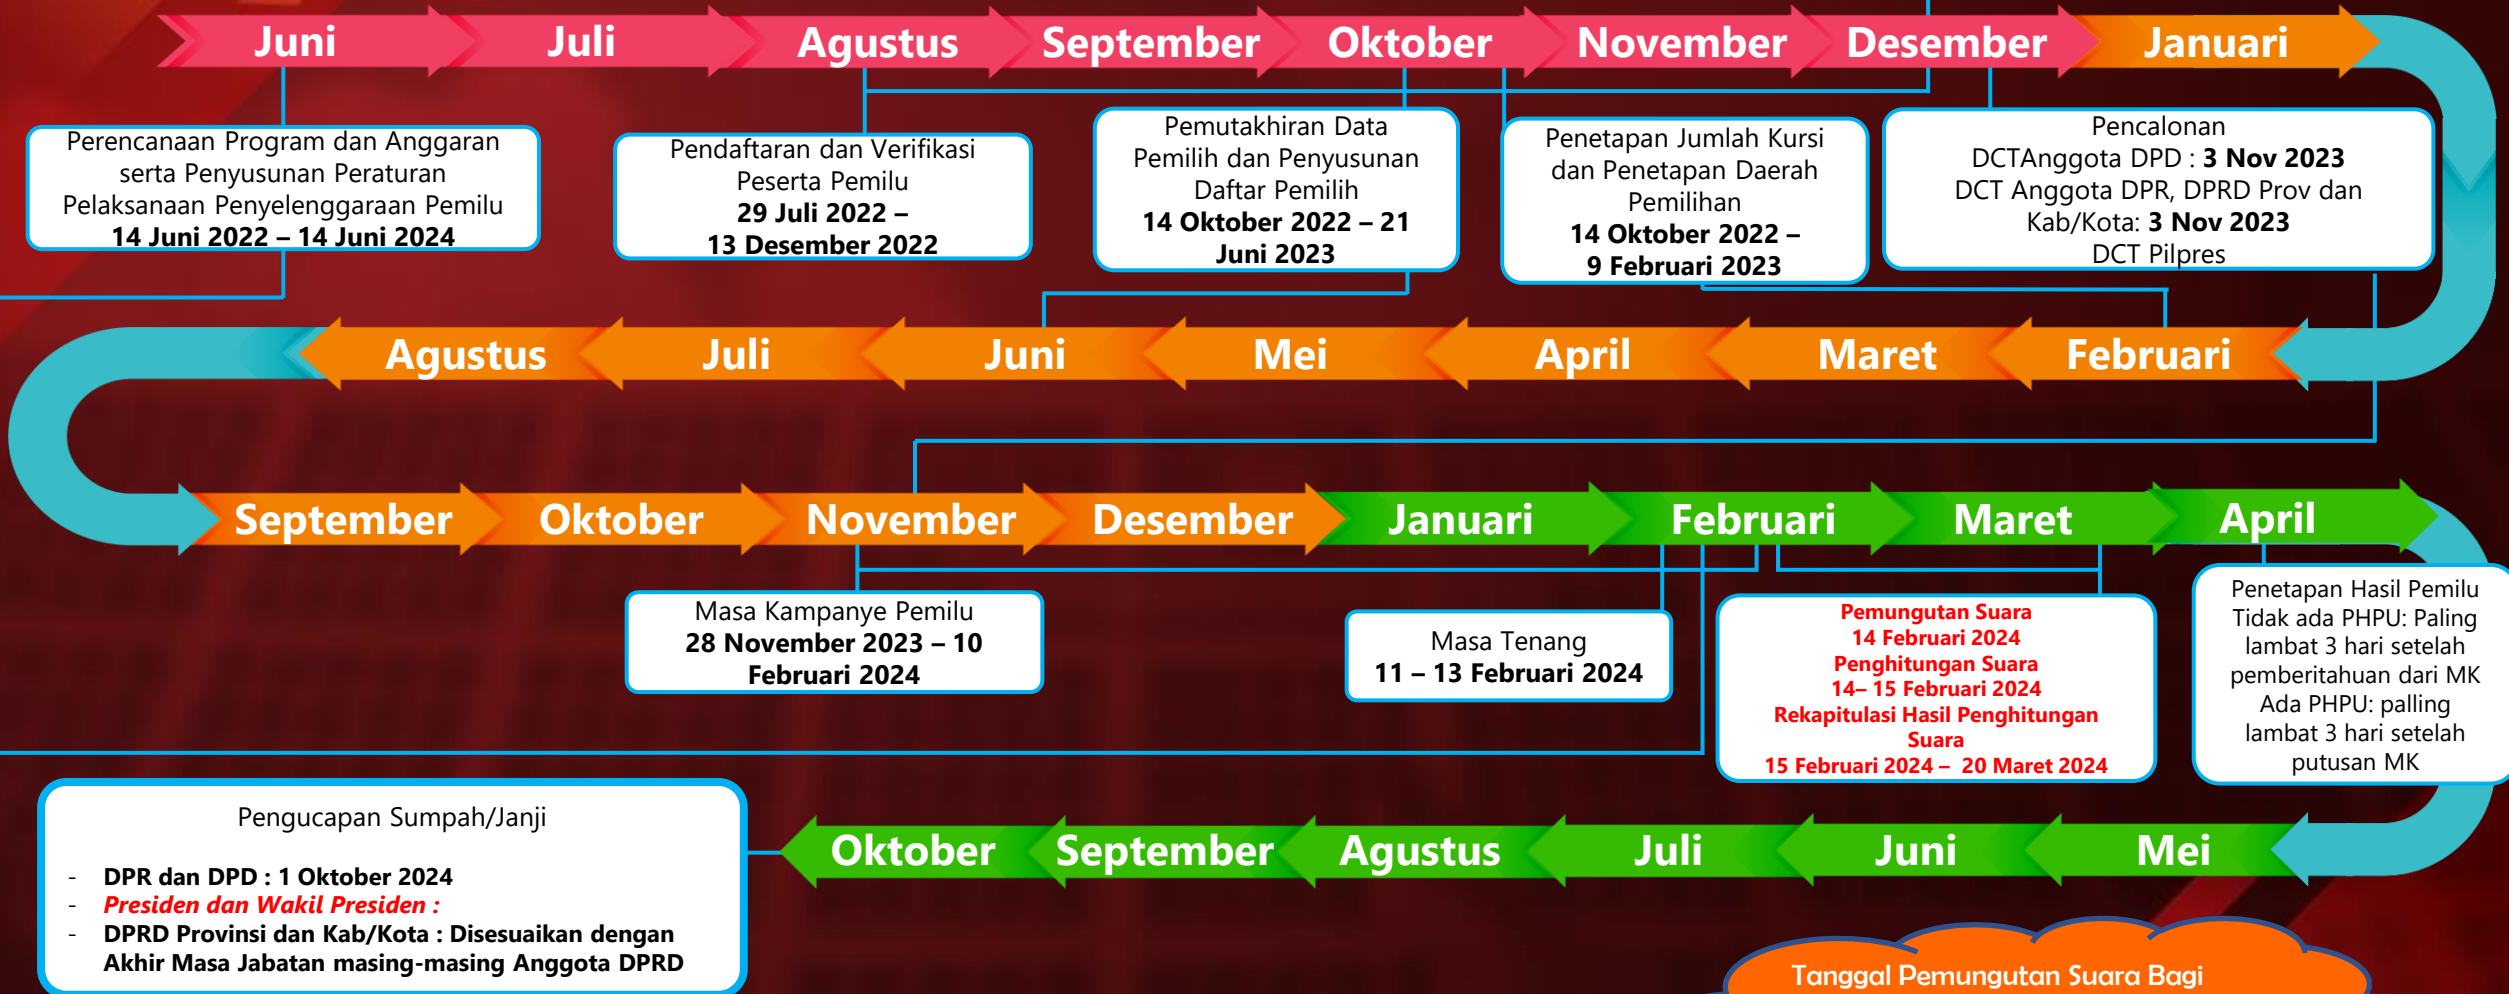 Juni
Juli
Agustus
September
Oktober
November
Desember
Januari
Perencanaan Program dan Anggaran
serta Penyusunan Peraturan
Pelaksanaan Penyelenggaraan Pemilu
14 Juni 2022 – 14 Juni 2024
Pendaftaran dan Verifikasi
Peserta Pemilu
29 Juli 2022 –
13 Desember 2022
Pemutakhiran Data
Pemilih dan Penyusunan
Daftar Pemilih
14 Oktober 2022 – 21
Juni 2023
Penetapan Jumlah Kursi
dan Penetapan Daerah
Pemilihan
14 Oktober 2022 –
9 Februari 2023
Pencalonan
DCTAnggota DPD : 3 Nov 2023
DCT Anggota DPR, DPRD Prov dan
Kab/Kota: 3 Nov 2023
DCT Pilpres
Agustus
Juli
Juni
Mei
April
Maret
Februari
September
Oktober
November
Desember
Januari
Februari
Maret
April
Masa Kampanye Pemilu
28 November 2023 – 10
Februari 2024
Masa Tenang
11 – 13 Februari 2024
Pemungutan Suara
14 Februari 2024
Penghitungan Suara
14– 15 Februari 2024
Rekapitulasi Hasil Penghitungan
Suara
15 Februari 2024 – 20 Maret 2024
Penetapan Hasil Pemilu
Tidak ada PHPU: Paling
lambat 3 hari setelah
pemberitahuan dari MK
Ada PHPU: palling
lambat 3 hari setelah
putusan MK
Pengucapan Sumpah/Janji
- DPR dan DPD : 1 Oktober 2024
- Presiden dan Wakil Presiden :
- DPRD Provinsi dan Kab/Kota : Disesuaikan dengan
Akhir Masa Jabatan masing-masing Anggota DPRD
Oktober
September
Agustus
Juli
Juni
Mei
Tanggal Pemungutan Suara Bagi